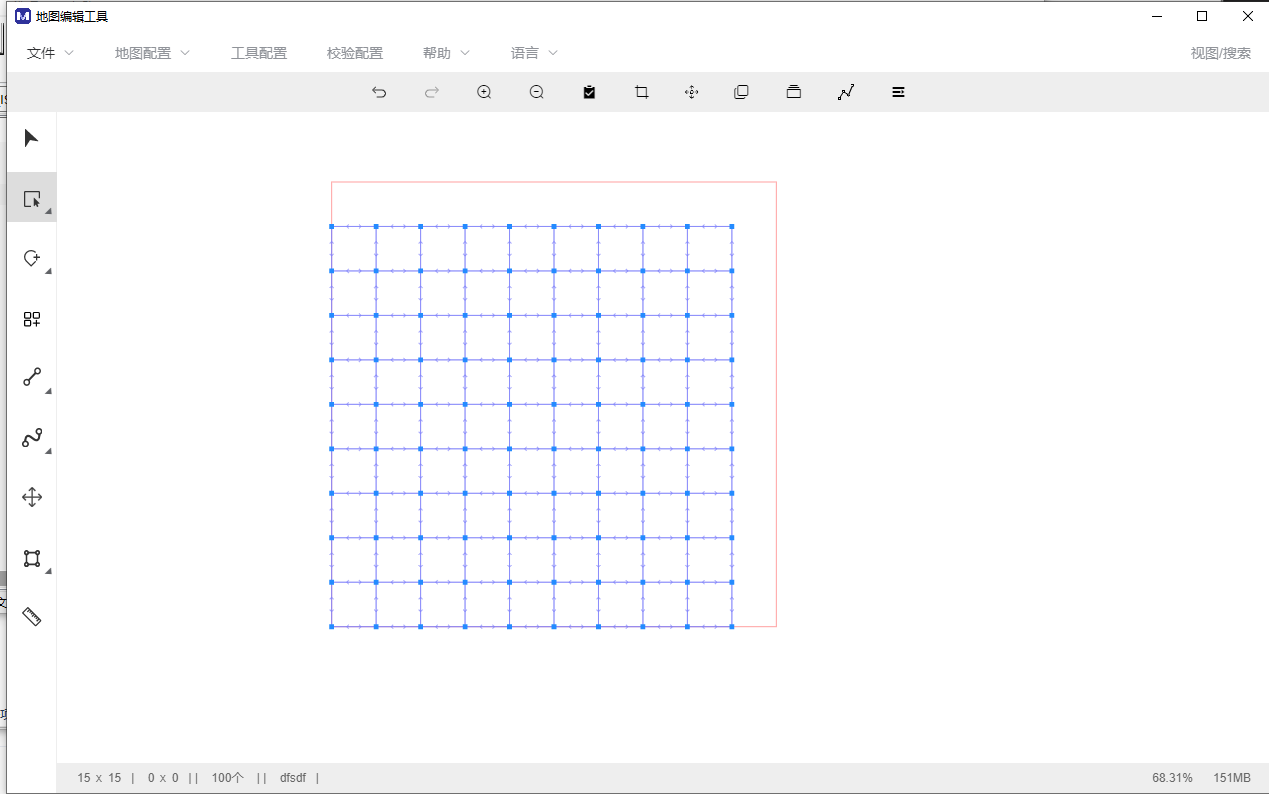 地图编辑工具
文件 地图配置 工具配置 校验配置 帮助 语言 视图/搜索
15 x 15 | 0 x 0 || 100个 || dfsdf | 68.31% 151MB